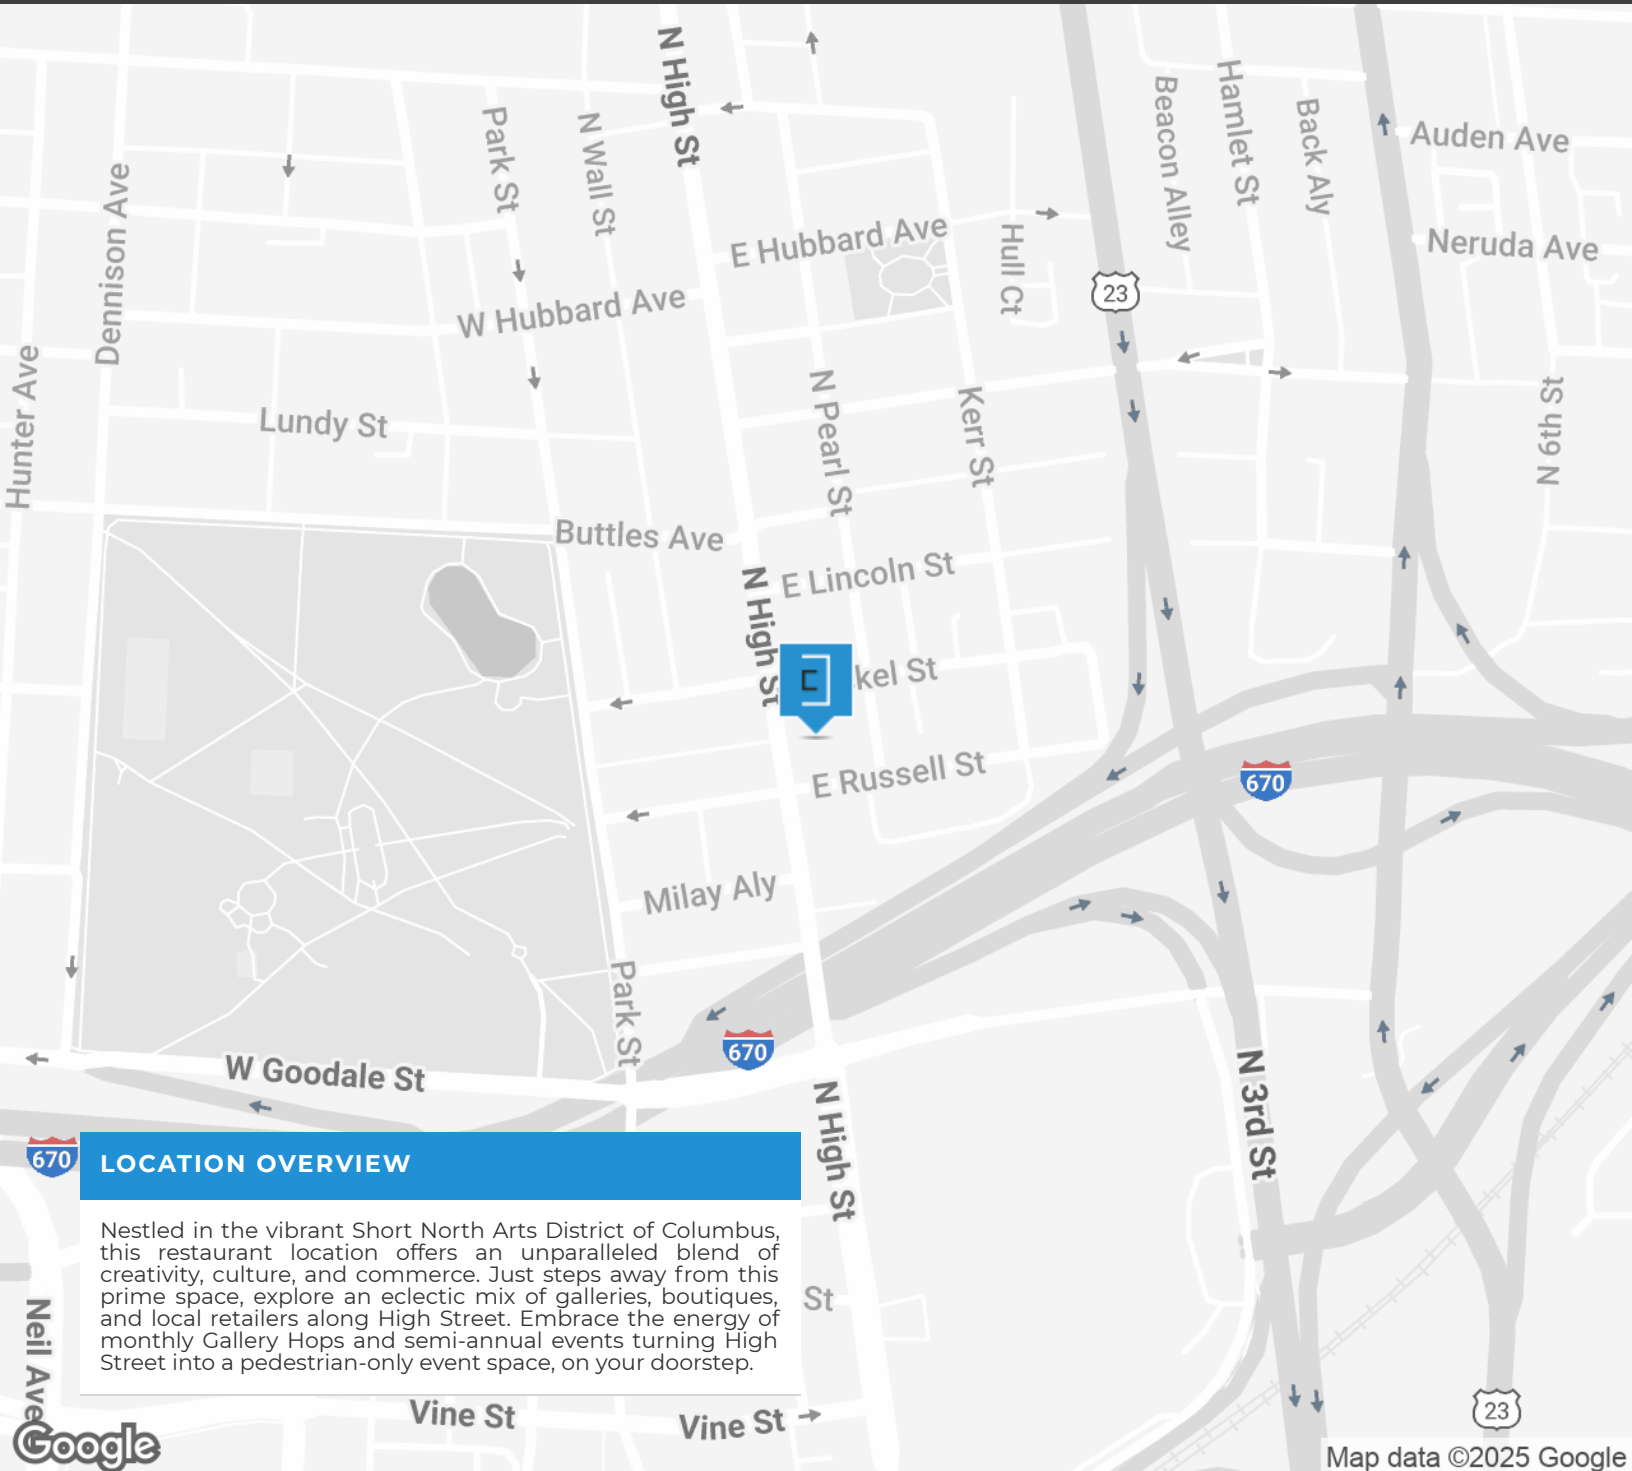 N High St
Park St
N Wall St
Beacon Alley
Hamlet St
Back Aly
Auden Ave
Dennison Ave
E Hubbard Ave
Hull Ct
Neruda Ave
23
W Hubbard Ave
Hunter Ave
N Pearl St
Kerr St
N 6th St
Lundy St
Buttles Ave
E Lincoln St
N High St
kel St
E Russell St
670
Milay Aly
Park St
670
W Goodale St
N High St
N 3rd St
670
LOCATION OVERVIEW
Nestled in the vibrant Short North Arts District of Columbus,
this restaurant location offers an unparalleled blend of
creativity, culture, and commerce. Just steps away from this
prime space, explore an eclectic mix of galleries, boutiques,
and local retailers along High Street. Embrace the energy of
monthly Gallery Hops and semi-annual events turning High
Street into a pedestrian-only event space, on your doorstep.
St
Neil Ave
Vine St
Vine St
23
Google
Map data ©2025 Google